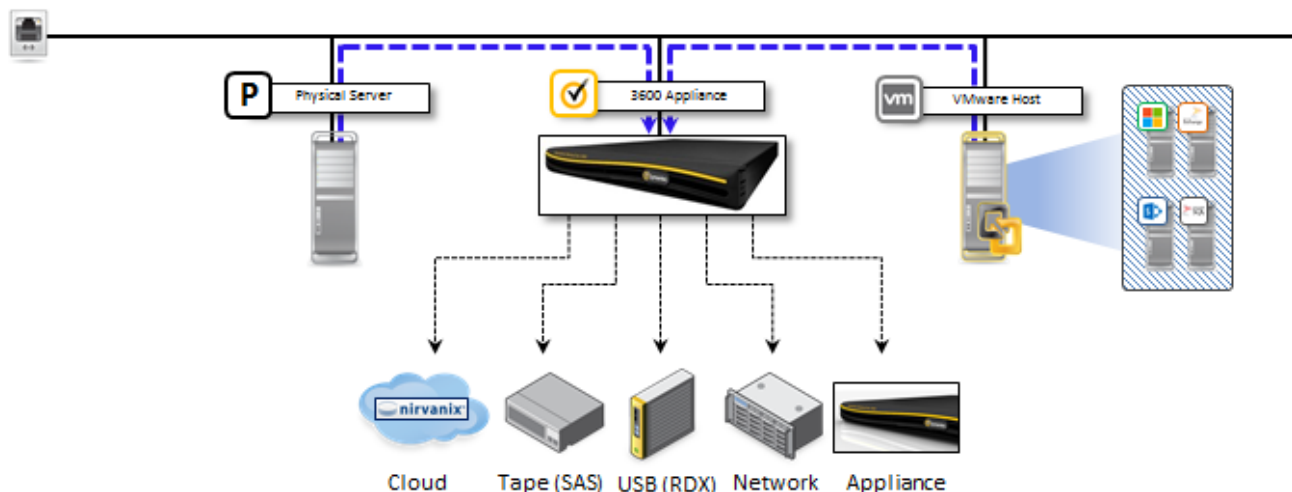 P
Physical Server
3600 Appliance
vm
VMware Host
nirvanix
Cloud
Tape (SAS)
USB (RDX)
Network
Appliance